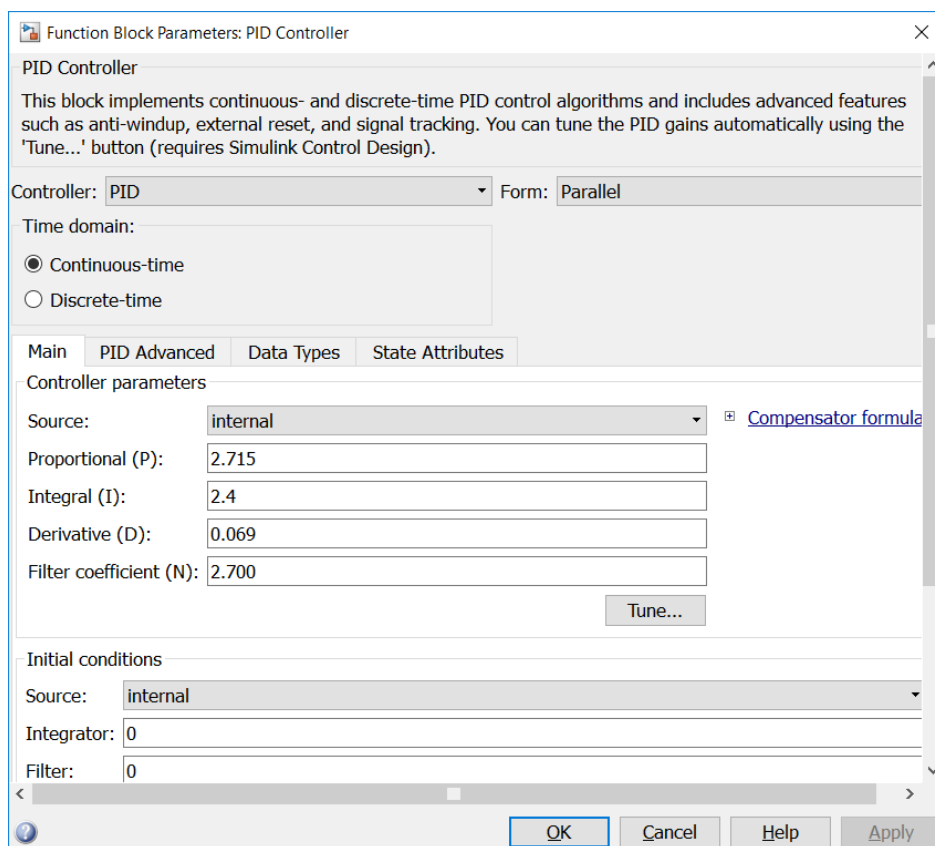 Function Block Parameters: PID Controller
PID Controller
This block implements continuous- and discrete-time PID control algorithms and includes advanced features
such as anti-windup, external reset, and signal tracking. You can tune the PID gains automatically using the
'Tune...' button (requires Simulink Control Design).
Controller: PID Form: Parallel
Time domain:
Continuous-time
Discrete-time
Main PID Advanced Data Types State Attributes
Controller parameters
Source: internal Compensator formula
Proportional (P): 2.715
Integral (I): 2.4
Derivative (D): 0.069
Filter coefficient (N): 2.700
Tune...
Initial conditions
Source: internal
Integrator: 0
Filter: 0
OK Cancel Help Apply